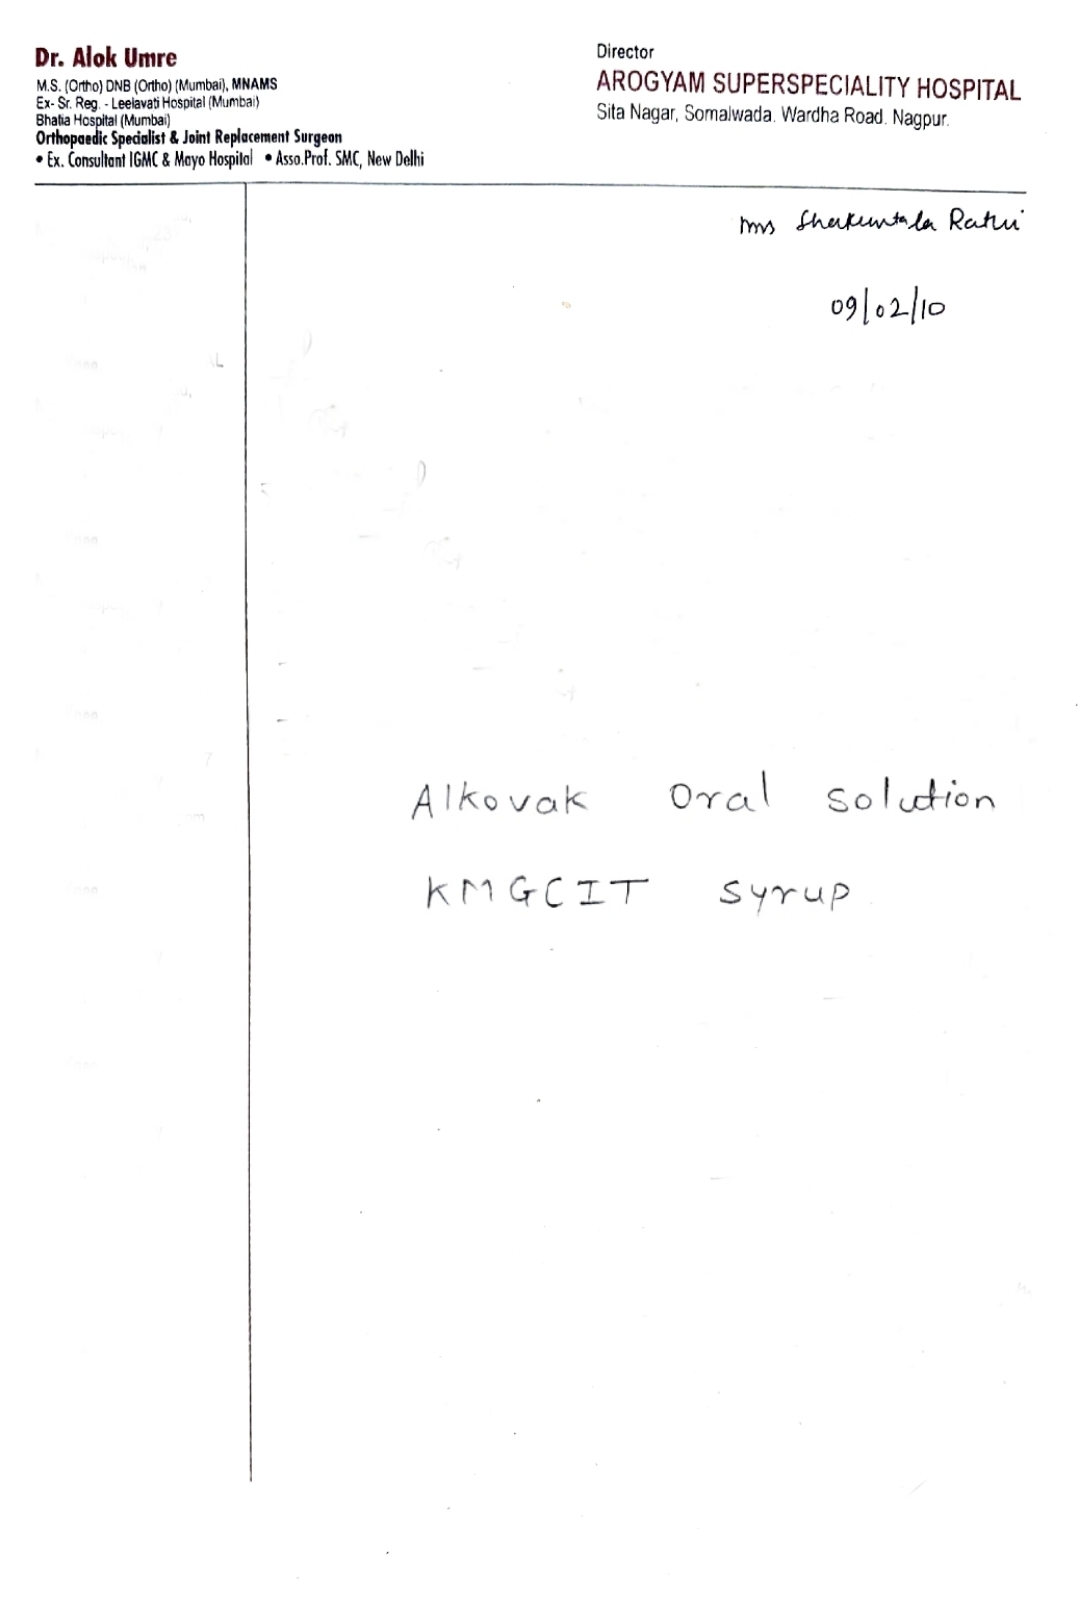 Dr. Alok Umre
M.S. (Ortho) DNB (Ortho) (Mumbai), MNAMS
Ex- Sr. Reg. - Leelavati Hospital (Mumbai)
Bhatia Hospital (Mumbai)
Orthopaedic Specialist & Joint Replacement Surgeon
• Ex. Consultant IGMC & Mayo Hospital • Asso.Prof. SMC, New Delhi
Director
AROGYAM SUPERSPECIALITY HOSPITAL
Sita Nagar, Somalwada. Wardha Road. Nagpur.
Mrs Shakuntala Rathi
09/02/10
Alkovak Oral solution
KMGCIT syrup